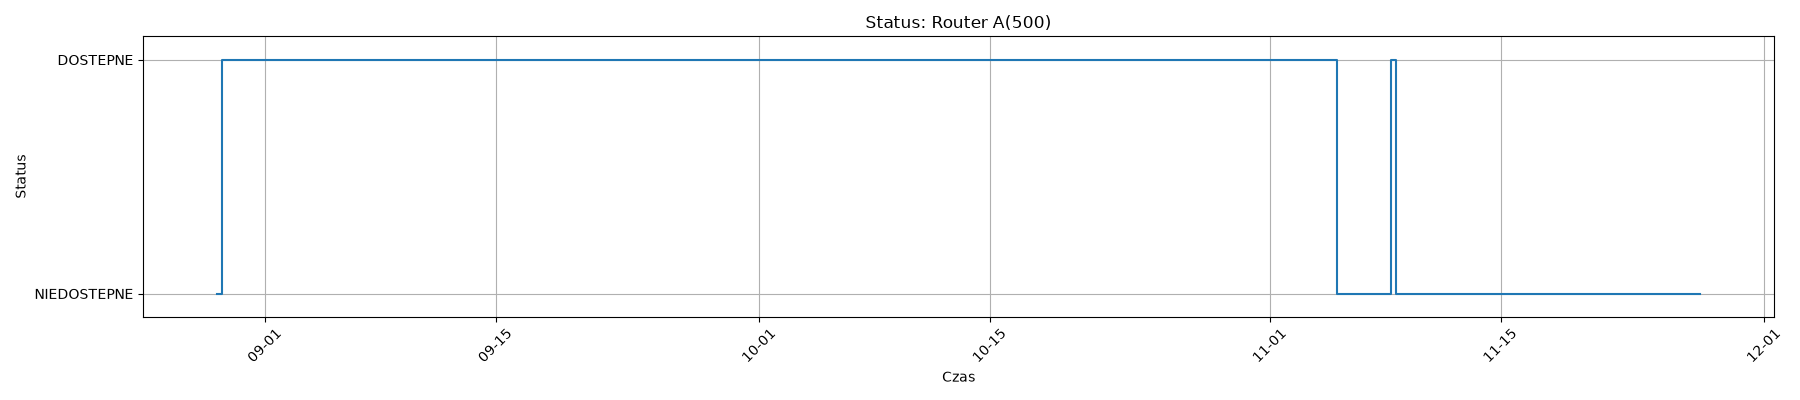 Status: Router A(500)
DOSTEPNE
Status
NIEDOSTEPNE
09-01
09-15
10-01
10-15
11-01
11-15
12-01
Czas